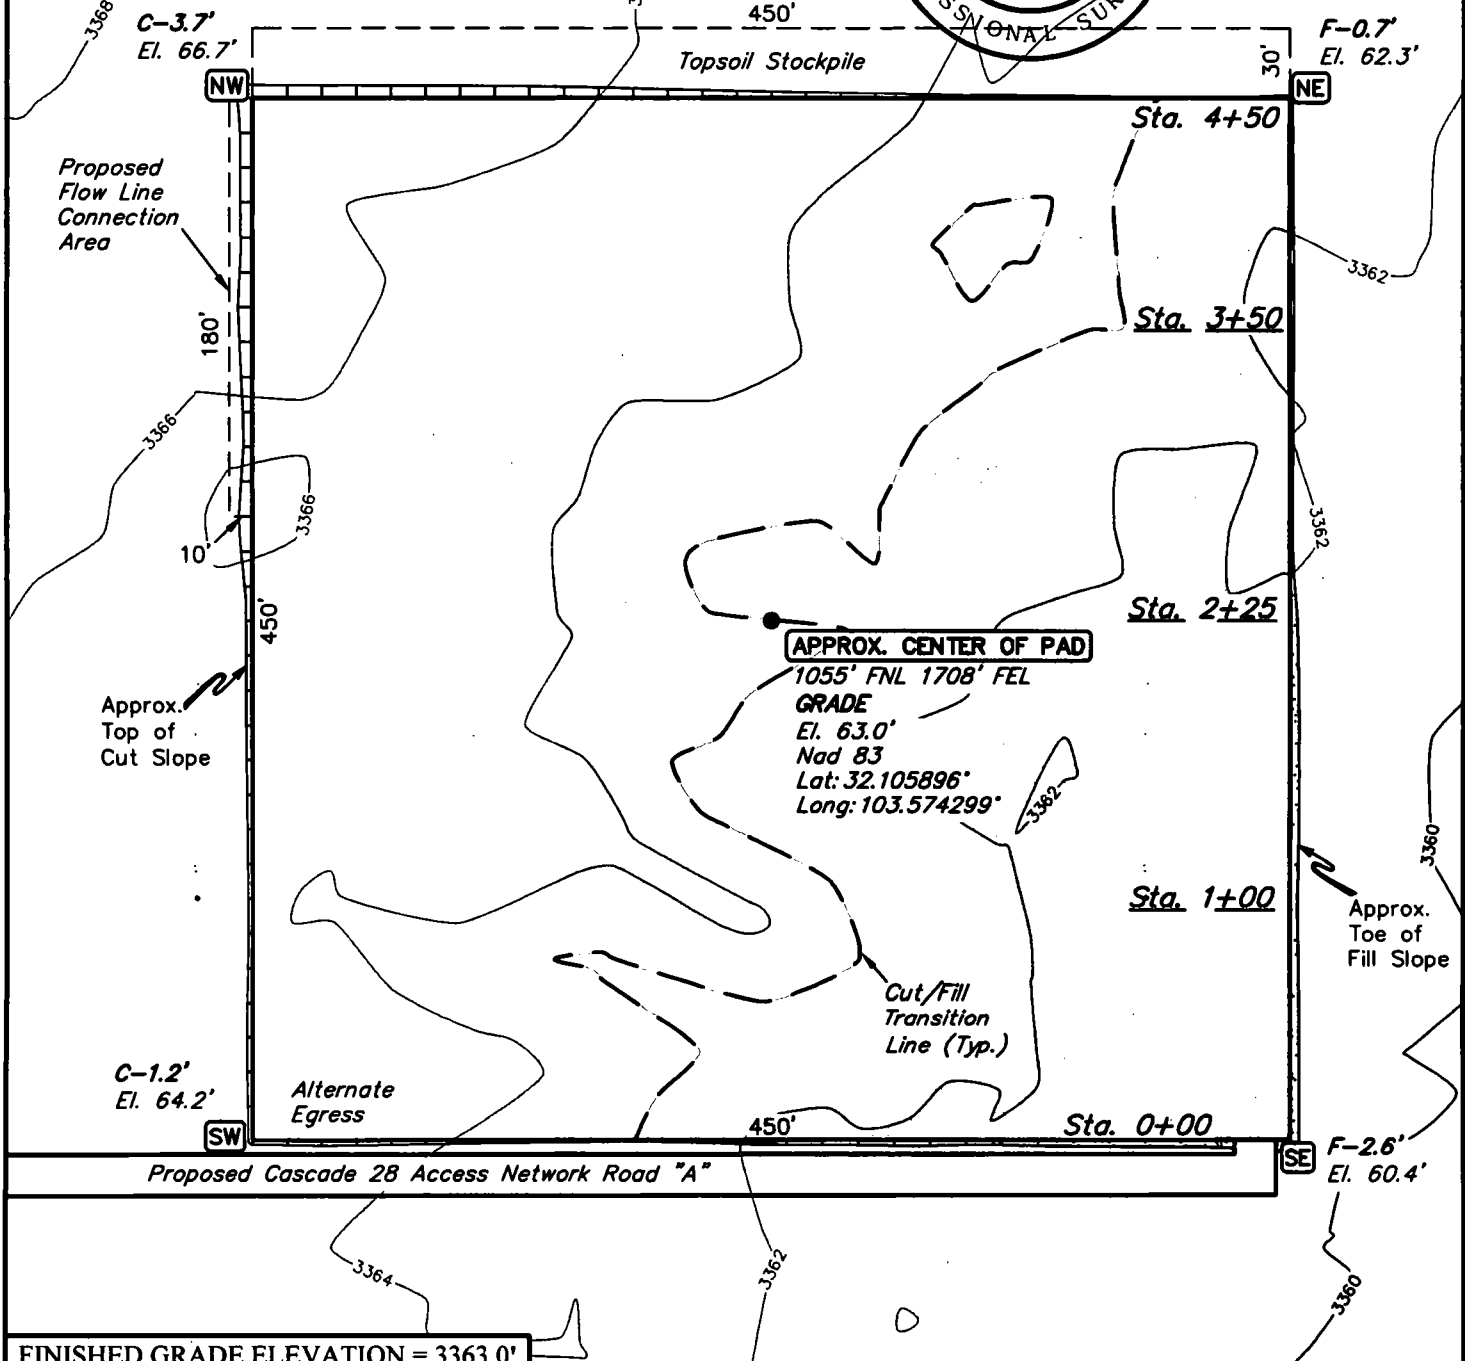 3368
C-3.7'
El. 66.7'
450'
SSIONAL SUR
F-0.7'
El. 62.3'
Topsoil Stockpile
30'
NW
NE
Sta. 4+50
Proposed
Flow Line
Connection
Area
3362
180'
Sta. 3+50
3366
3366
3362
10'
450'
Sta. 2+25
APPROX. CENTER OF PAD
1055' FNL 1708' FEL
GRADE
El. 63.0'
Nad 83
Lat: 32.105896°
Long: 103.574299°
Approx.
Top of
Cut Slope
3362
3360
Sta. 1+00
Approx.
Toe of
Fill Slope
Cut/Fill
Transition
Line (Typ.)
C-1.2'
El. 64.2'
Alternate
Egress
450'
Sta. 0+00
SW
SE
F-2.6'
El. 60.4'
Proposed Cascade 28 Access Network Road "A"
3364
3362
3360
FINISHED GRADE ELEVATION = 3363.0'